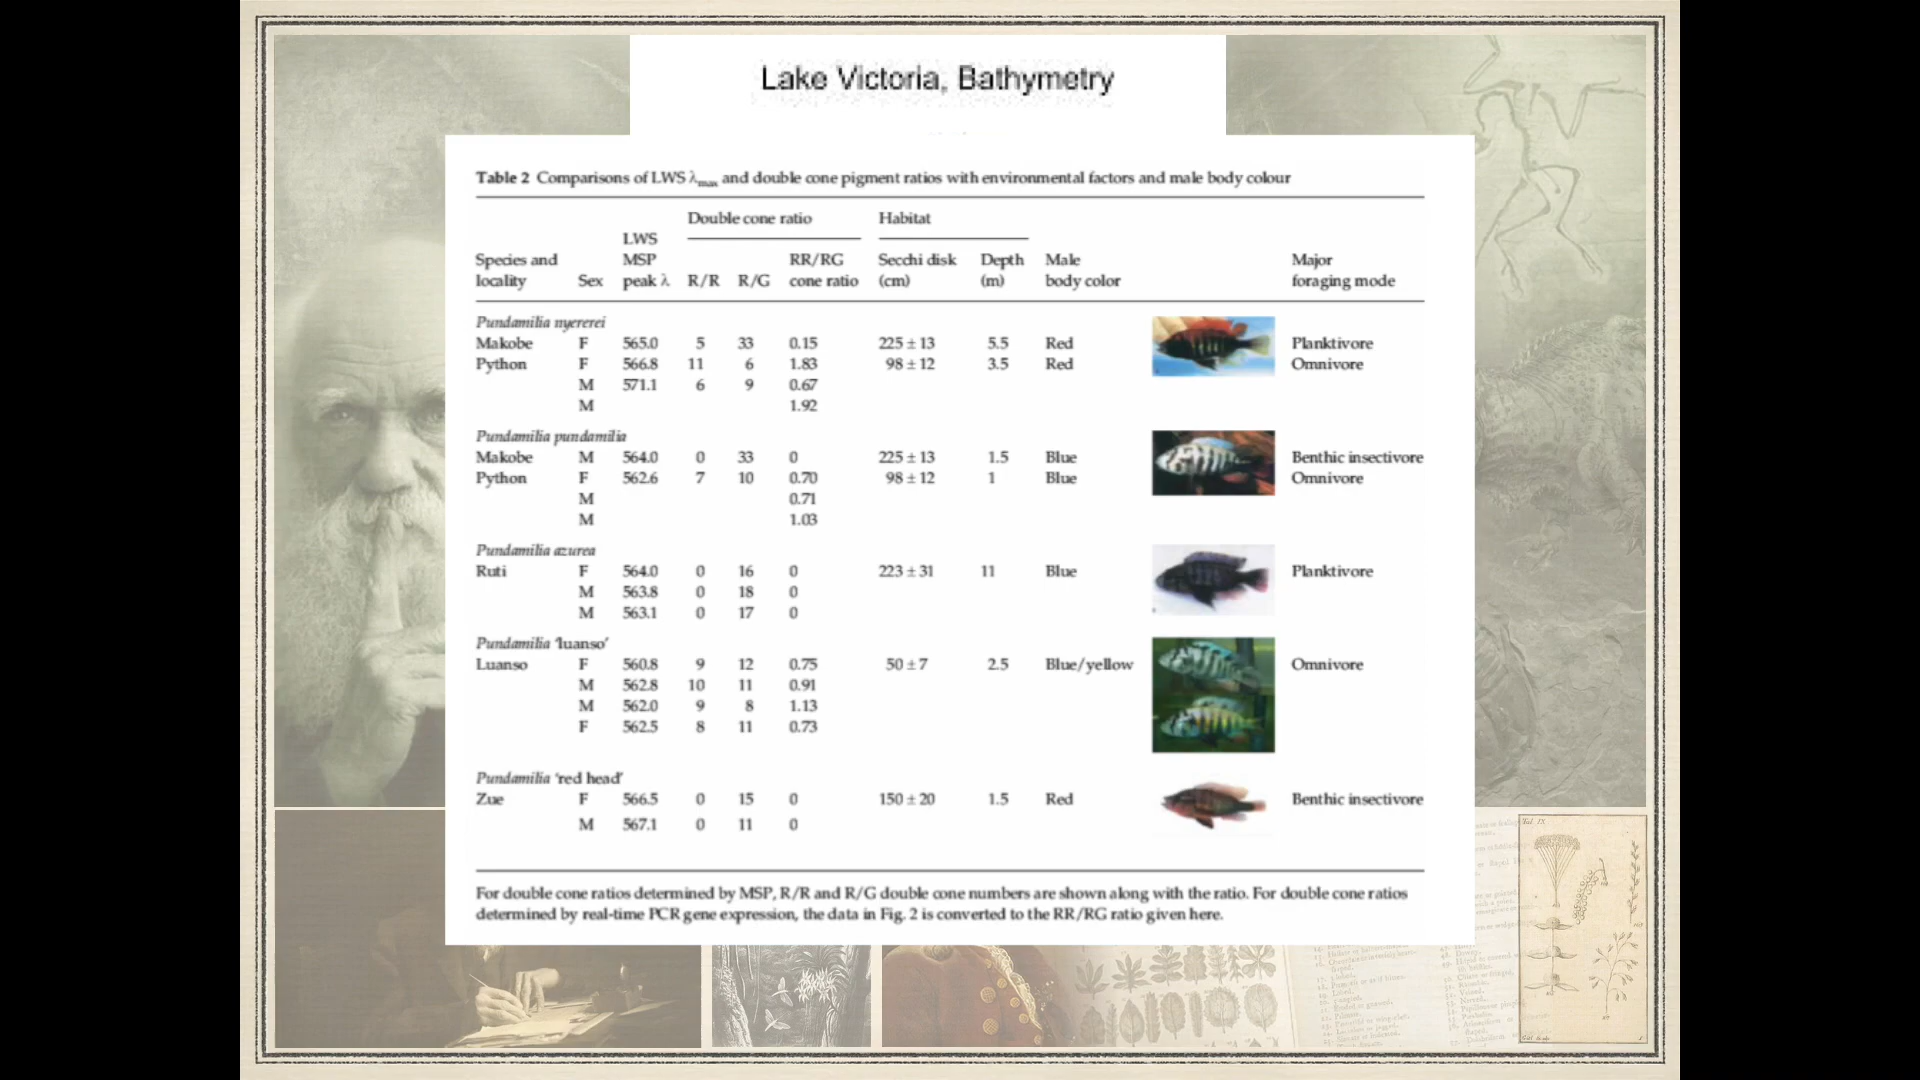 Lake Victoria, Bathymetry
Table 2 Comparisons of LWS λmax and double cone pigment ratios with environmental factors and male body colour
Double cone ratio Habitat
LWS
Species and MSP RR/RG Secchi disk Depth Male Major
locality Sex peak λ R/R R/G cone ratio (cm) (m) body color foraging mode
Pundamilia nyererei
Makobe F 565.0 5 33 0.15 225 ± 13 5.5 Red Planktivore
Python F 566.8 11 6 1.83 98 ± 12 3.5 Red Omnivore
M 571.1 6 9 0.67
M 1.92
Pundamilia pundamilia
Makobe M 564.0 0 33 0 225 ± 13 1.5 Blue Benthic insectivore
Python F 562.6 7 10 0.70 98 ± 12 1 Blue Omnivore
M 0.71
M 1.03
Pundamilia azurea
Ruti F 564.0 0 16 0 223 ± 31 11 Blue Planktivore
M 563.8 0 18 0
M 563.1 0 17 0
Pundamilia ‘luanso’
Luanso F 560.8 9 12 0.75 50 ± 7 2.5 Blue/yellow Omnivore
M 562.8 10 11 0.91
M 562.0 9 8 1.13
F 562.5 8 11 0.73
Pundamilia ‘red head’
Zue F 566.5 0 15 0 150 ± 20 1.5 Red Benthic insectivore
M 567.1 0 11 0
For double cone ratios determined by MSP, R/R and R/G double cone numbers are shown along with the ratio. For double cone ratios
determined by real-time PCR gene expression, the data in Fig. 2 is converted to the RR/RG ratio given here.
Tab. IX